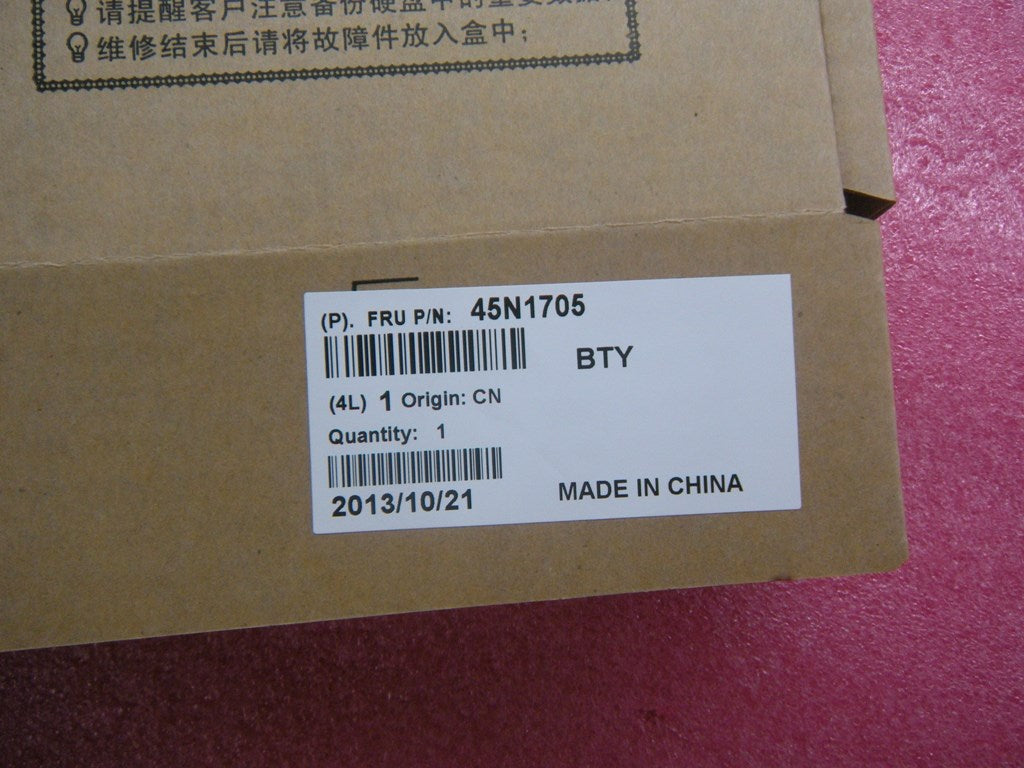 请提醒客户注意备份硬盘中的重要数据
维修结束后请将故障件放入盒中；
(P). FRU P/N: 45N1705
BTY
(4L) 1 Origin: CN
Quantity: 1
2013/10/21
MADE IN CHINA